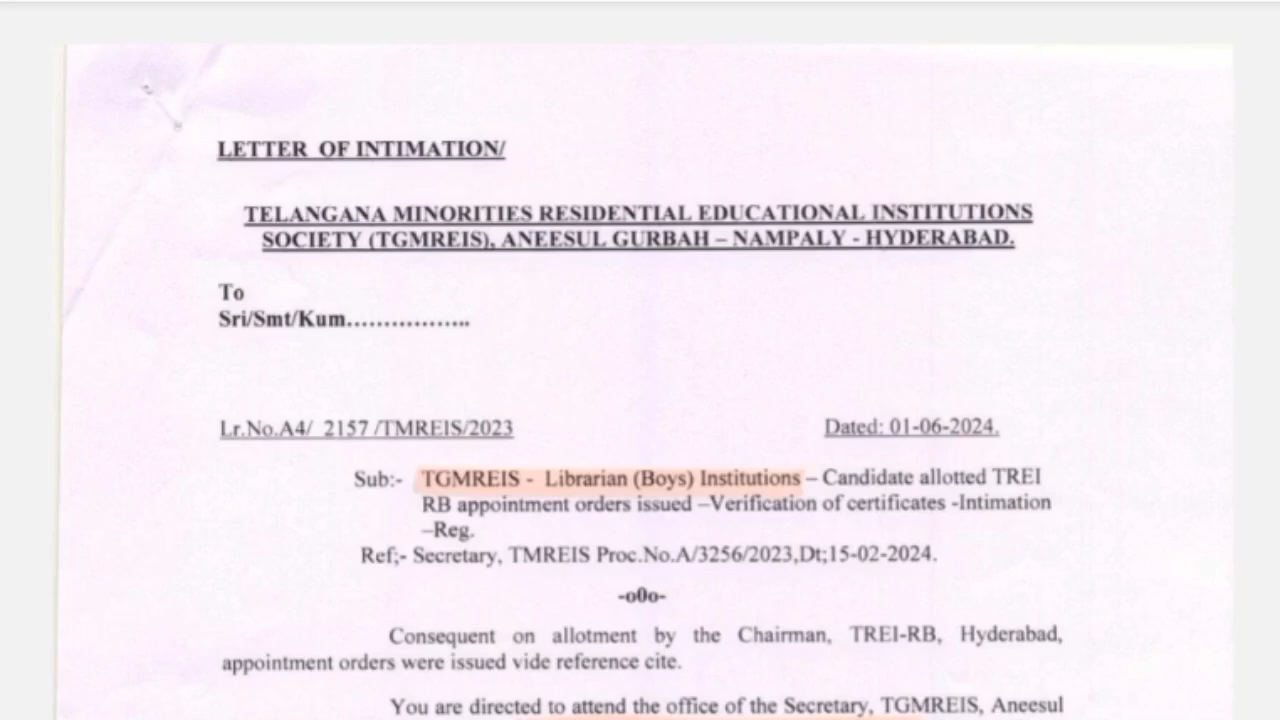 LETTER OF INTIMATION/
TELANGANA MINORITIES RESIDENTIAL EDUCATIONAL INSTITUTIONS
SOCIETY (TGMREIS), ANEESUL GURBAH – NAMPALY - HYDERABAD.
To
Sri/Smt/Kum.................
Lr.No.A4/ 2157 /TMREIS/2023 Dated: 01-06-2024.
Sub:- TGMREIS - Librarian (Boys) Institutions – Candidate allotted TREI
RB appointment orders issued –Verification of certificates -Intimation
–Reg.
Ref;- Secretary, TMREIS Proc.No.A/3256/2023,Dt;15-02-2024.
-o0o-
Consequent on allotment by the Chairman, TREI-RB, Hyderabad,
appointment orders were issued vide reference cite.
You are directed to attend the office of the Secretary, TGMREIS, Aneesul